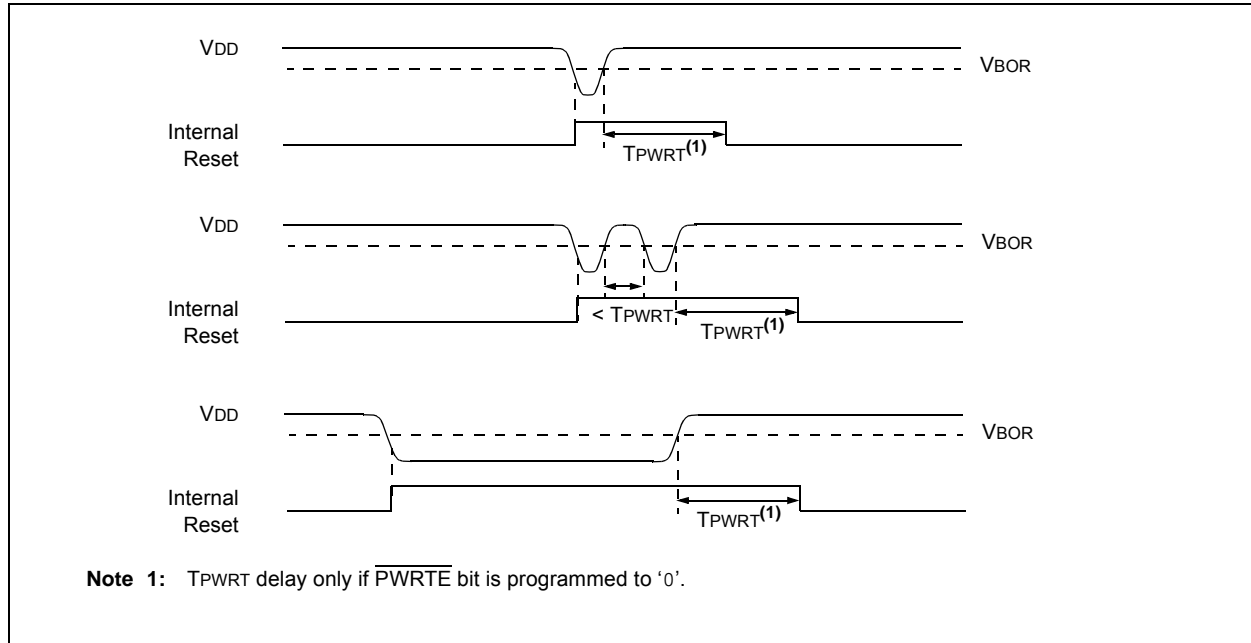 VDD
VBOR
Internal
Reset
TPWRT(1)
VDD
VBOR
Internal
Reset
< TPWRT
TPWRT(1)
VDD
VBOR
Internal
Reset
TPWRT(1)
Note 1: TPWRT delay only if PWRTE bit is programmed to ‘0’.